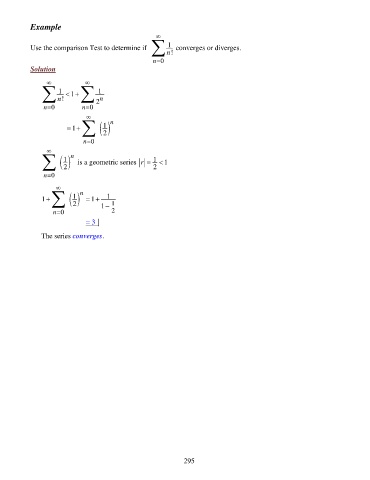 Example
Use the comparison Test to determine if \sum_{n=0}^{\infty} \frac{1}{n!} converges or diverges.
Solution
\sum_{n=0}^{\infty} \frac{1}{n!} < 1 + \sum_{n=0}^{\infty} \frac{1}{2^n}
= 1 + \sum_{n=0}^{\infty} \left(\frac{1}{2}\right)^n
\sum_{n=0}^{\infty} \left(\frac{1}{2}\right)^n is a geometric series |r| = \frac{1}{2} < 1
1 + \sum_{n=0}^{\infty} \left(\frac{1}{2}\right)^n = 1 + \frac{1}{1 - \frac{1}{2}}
= 3 |
The series converges.
295